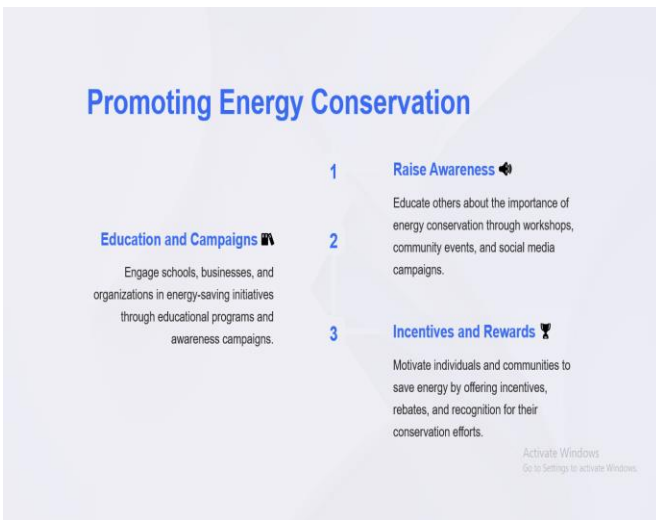 Promoting Energy Conservation
1
Raise Awareness
Educate others about the importance of
energy conservation through workshops,
community events, and social media
campaigns.
2
Education and Campaigns
Engage schools, businesses, and
organizations in energy-saving initiatives
through educational programs and
awareness campaigns.
3
Incentives and Rewards
Motivate individuals and communities to
save energy by offering incentives,
rebates, and recognition for their
conservation efforts.
Activate Windows
Go to Settings to activate Windows.